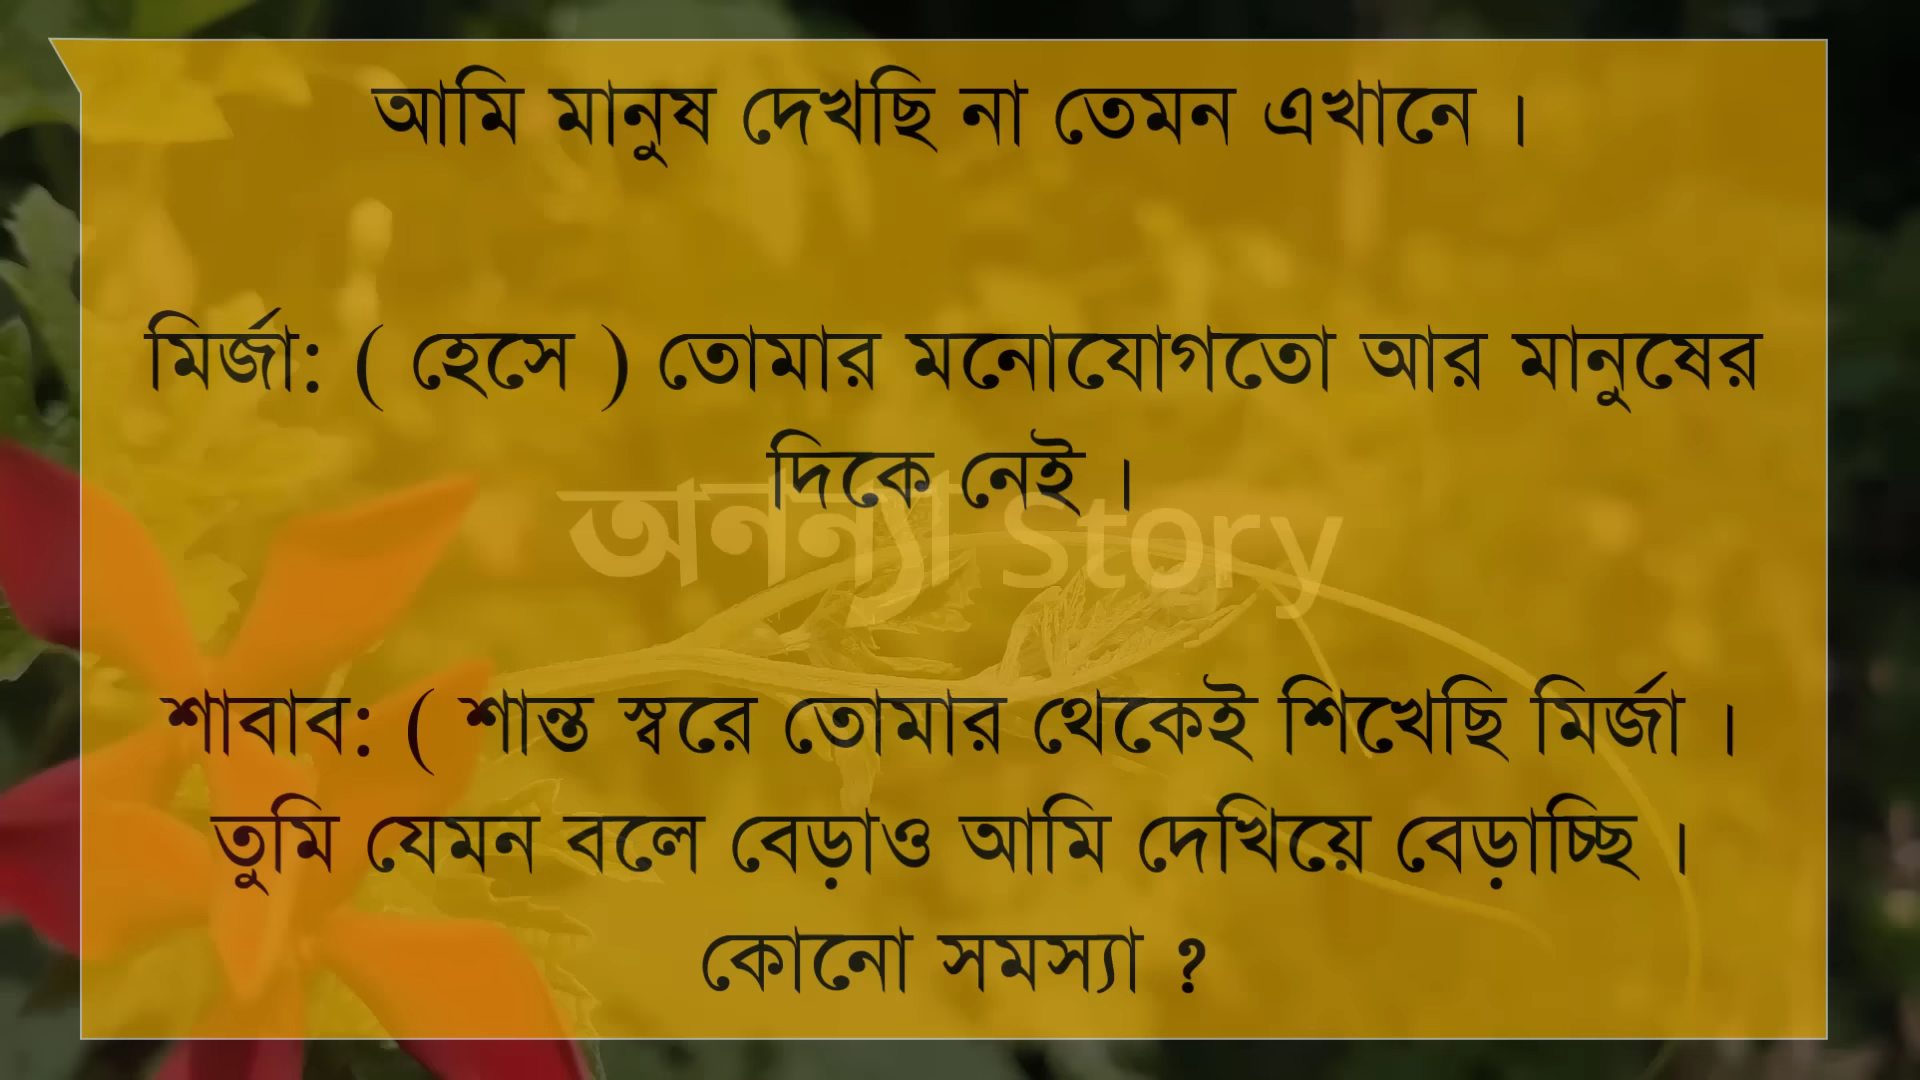 আমি মানুষ দেখছি না তেমন এখানে ।
মির্জা: ( হেসে ) তোমার মনোযোগতো আর মানুষের
দিকে নেই ।
অনন্যা Story
শাবাব: ( শান্ত স্বরে তোমার থেকেই শিখেছি মির্জা ।
তুমি যেমন বলে বেড়াও আমি দেখিয়ে বেড়াচ্ছি ।
কোনো সমস্যা ?